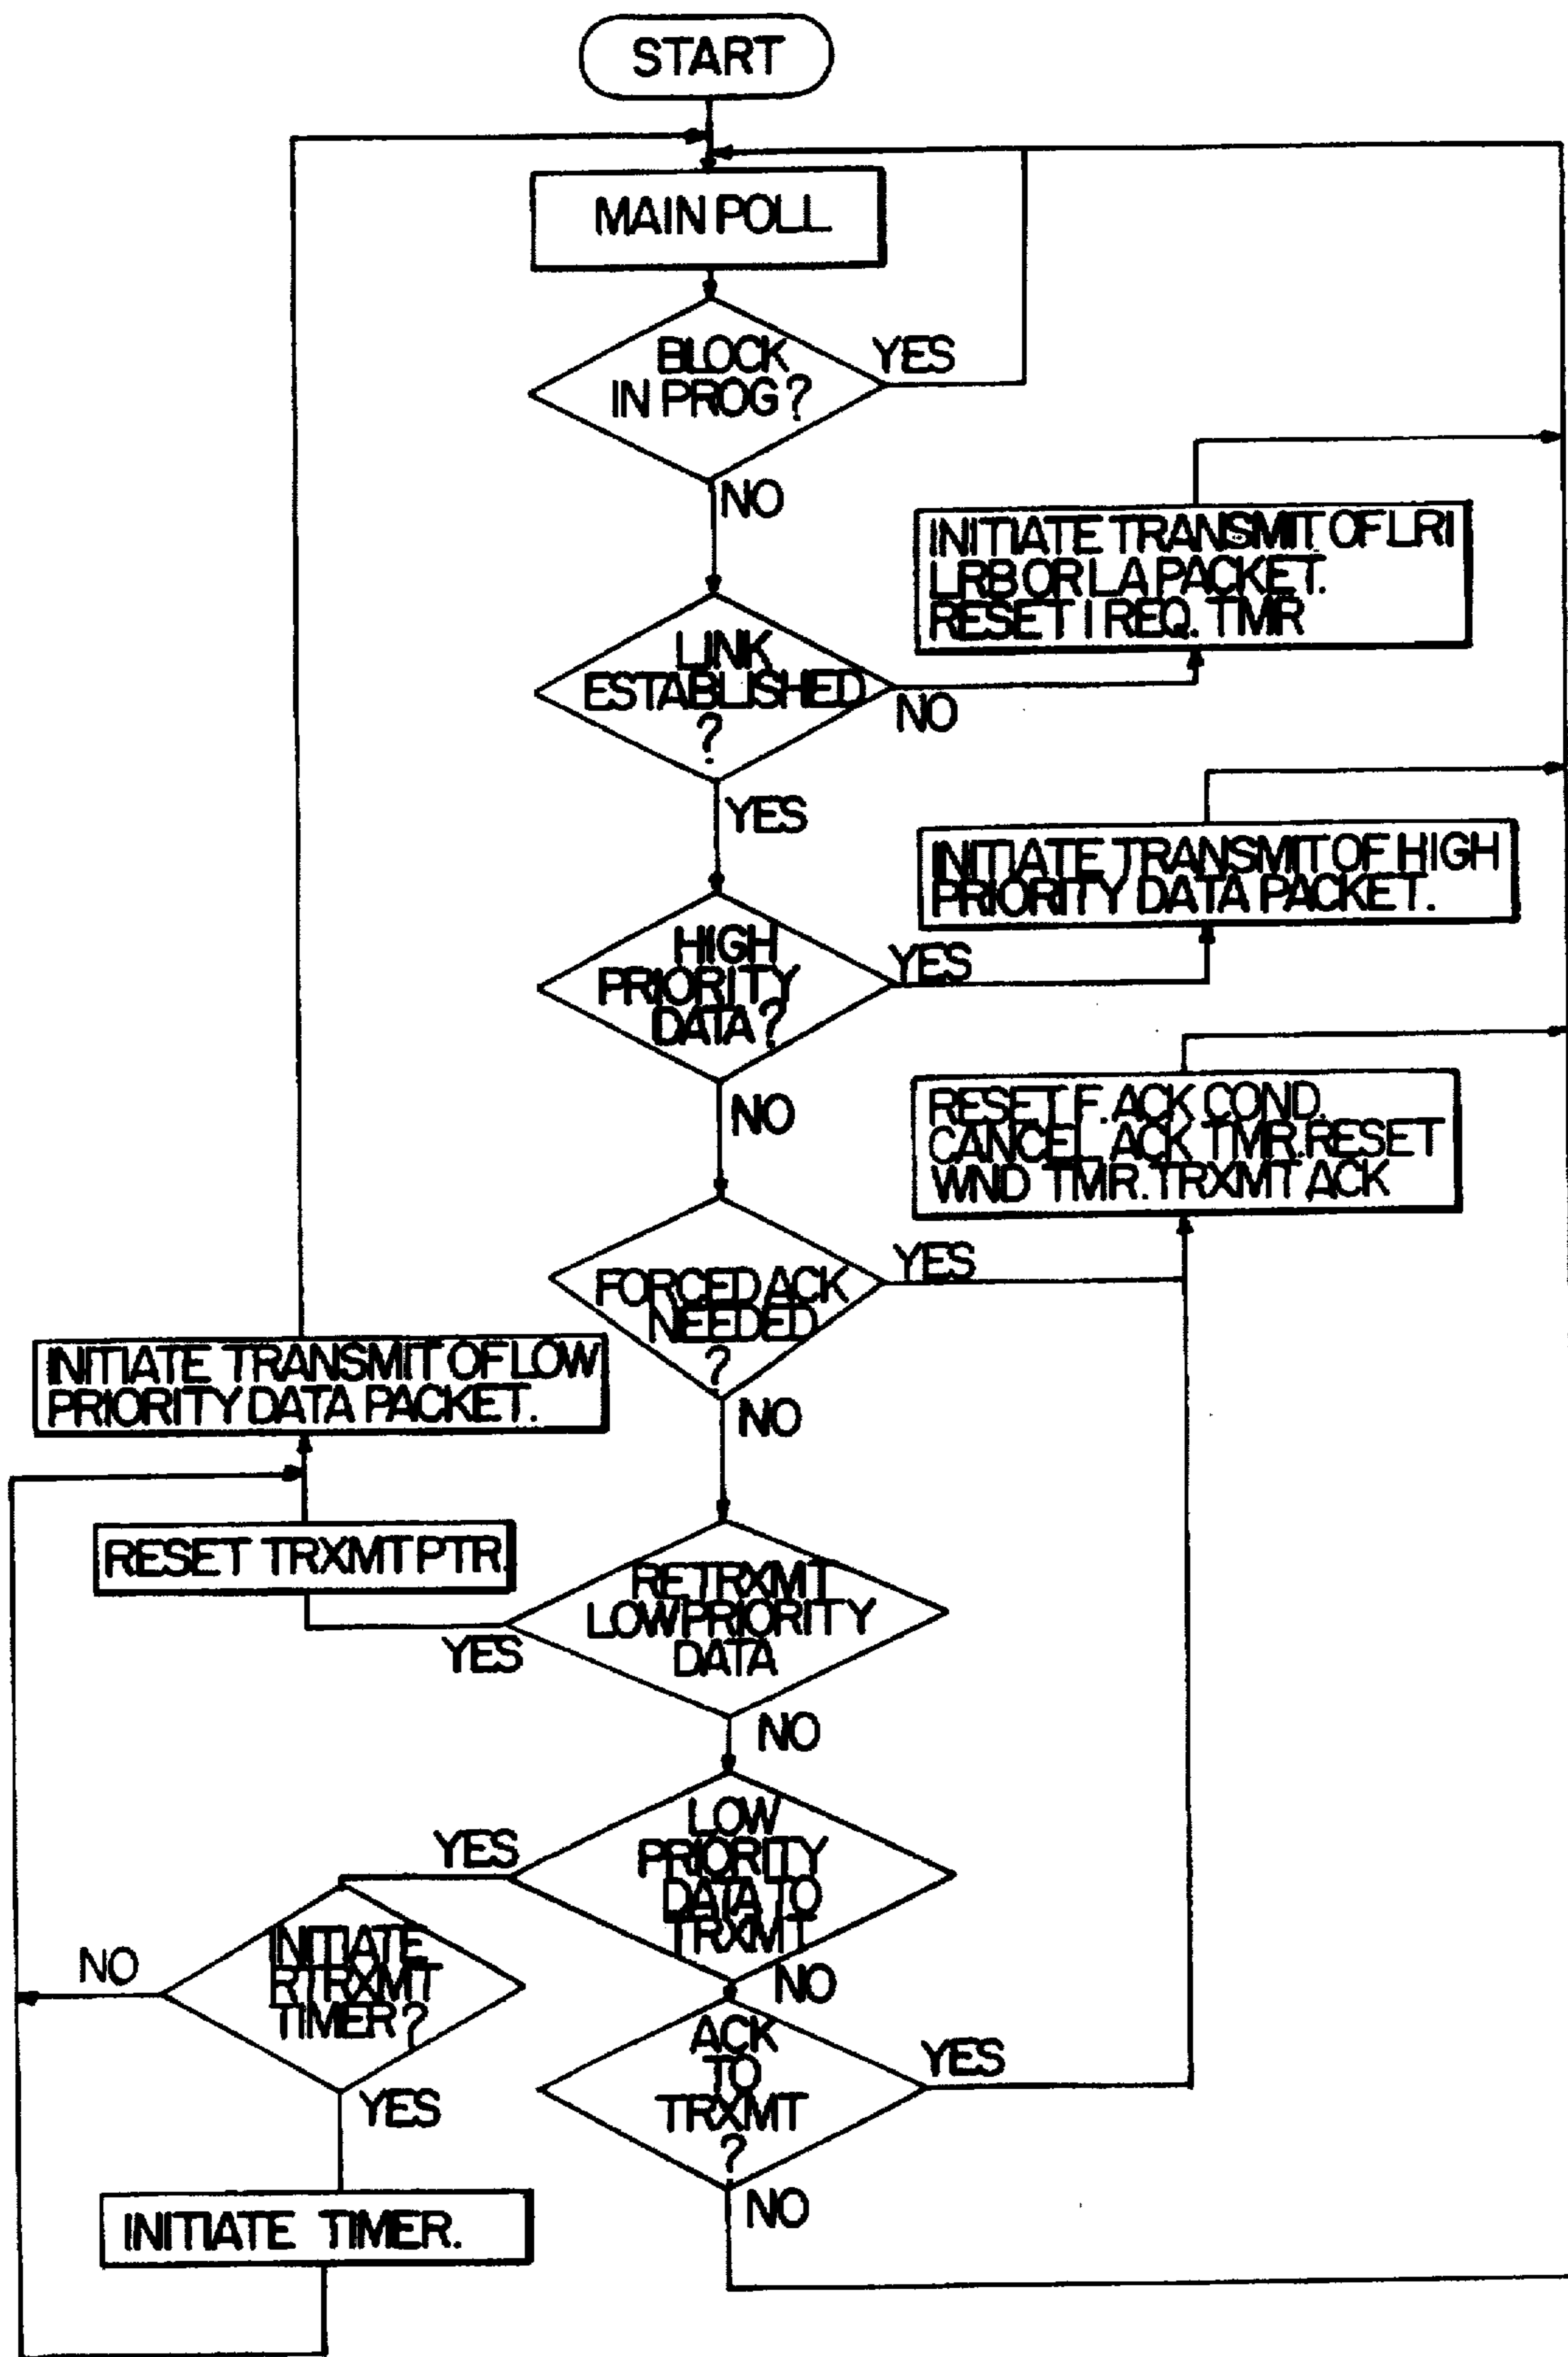 START
MAIN POLL
BLOCK
IN PROG?
YES
NO
INITIATE TRANSMIT OF LRI
LRB OR LA PACKET.
RESET I REQ. TMR
LINK
ESTABLISHED
?
NO
YES
INITIATE TRANSMIT OF HIGH
PRIORITY DATA PACKET.
HIGH
PRIORITY
DATA?
YES
NO
RESET F. ACK COND.
CANCEL ACK TMR. RESET
WND TMR. TRXMT ACK
FORCED ACK
NEEDED
?
YES
NO
INITIATE TRANSMIT OF LOW
PRIORITY DATA PACKET.
RESET TRXMT PTR.
RETRXMT
LOW PRIORITY
DATA
YES
NO
LOW
PRIORITY
DATA TO
TRXMT
YES
NO
INITIATE
RTRXMT
TIMER?
NO
YES
ACK
TO
TRXMT
?
YES
NO
INITIATE TIMER.